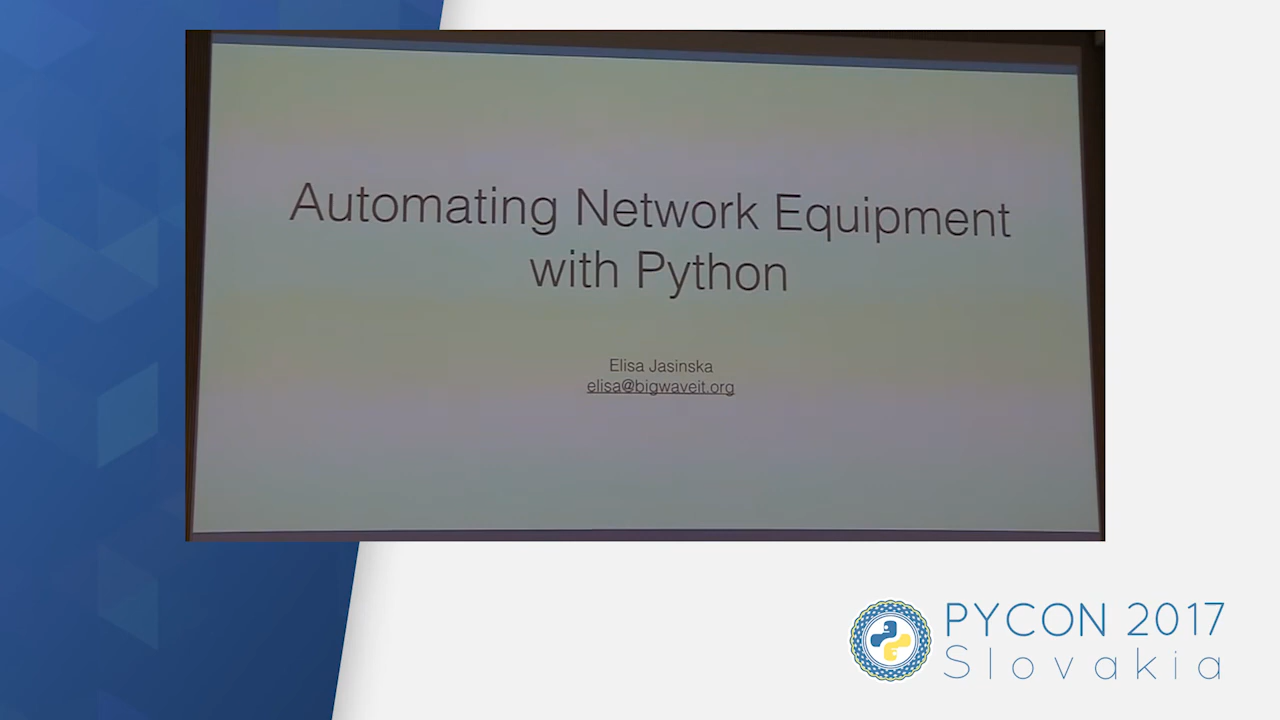 Automating Network Equipment
with Python
Elisa Jasinska
elisa@bigwaveit.org
PYCON 2017
Slovakia